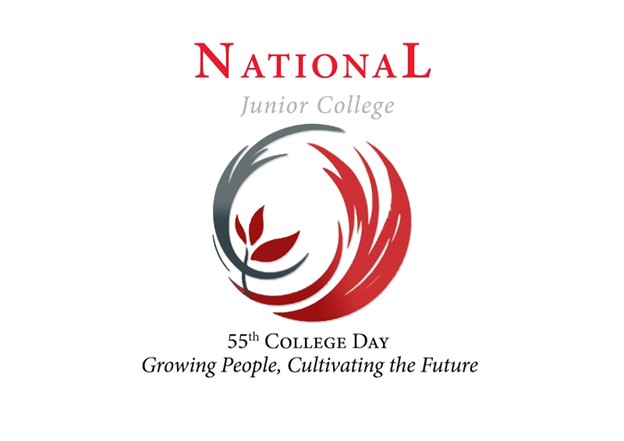 NATIONAL
Junior College
55th COLLEGE DAY
Growing People, Cultivating the Future